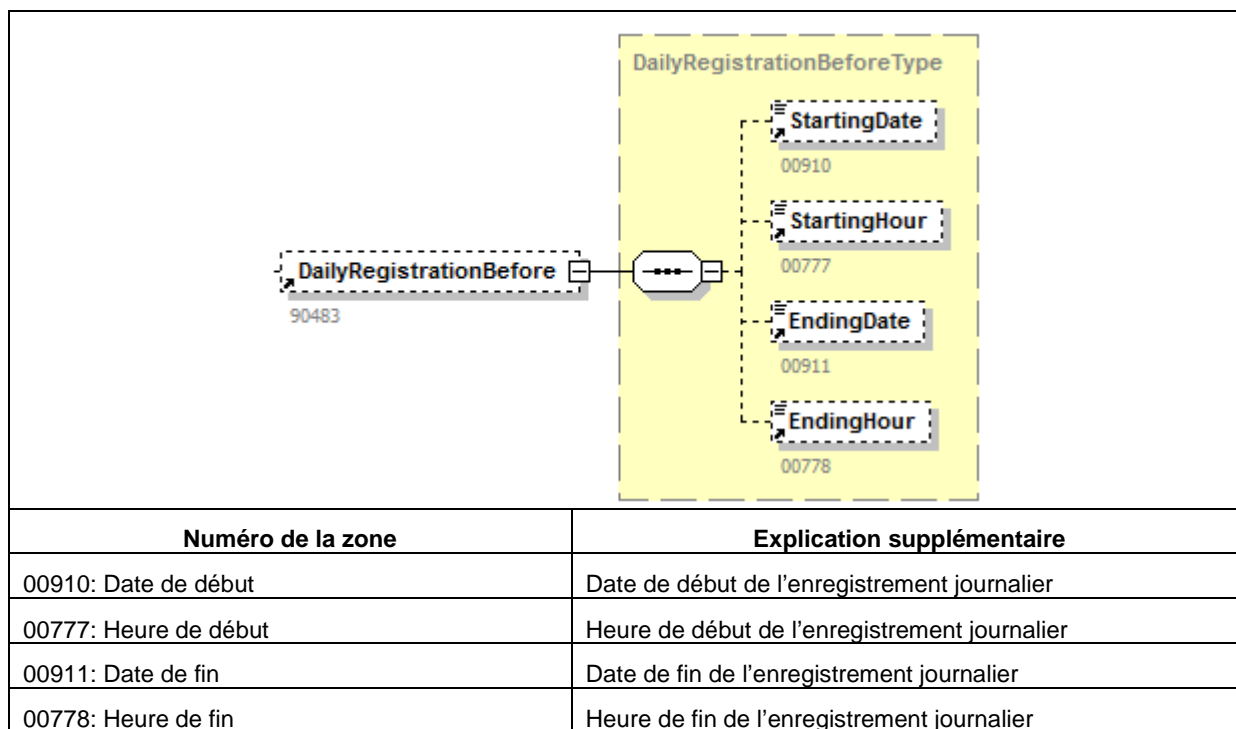 DailyRegistrationBeforeType
StartingDate
00910
StartingHour
00777
DailyRegistrationBefore
90483
EndingDate
00911
EndingHour
00778
Numéro de la zone Explication supplémentaire
00910: Date de début Date de début de l’enregistrement journalier
00777: Heure de début Heure de début de l’enregistrement journalier
00911: Date de fin Date de fin de l’enregistrement journalier
00778: Heure de fin Heure de fin de l’enregistrement journalier